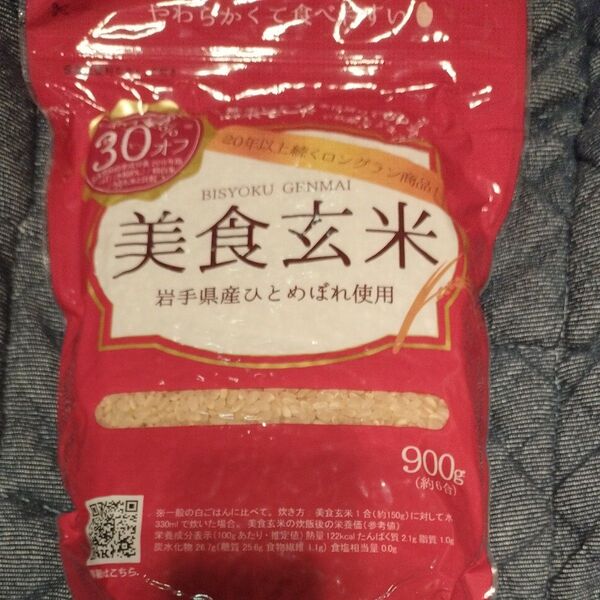 やわらかくて食べやすい
30%
オフ
20年以上続くロングラン商品!
BISYOKU GENMAI
美食玄米
岩手県産ひとめぼれ使用
900g
(約6合)
※一般の白ごはんに比べて。炊き方 美食玄米1合(約150g)に対して水
330mlで炊いた場合。美食玄米の炊飯後の栄養価(参考値)
栄養成分表示(100gあたり・推定値) 熱量122kcal たんぱく質2.1g 脂質1.0g
炭水化物26.7g(糖質25.6g 食物繊維1.1g) 食塩相当量0.0g
はこちら。